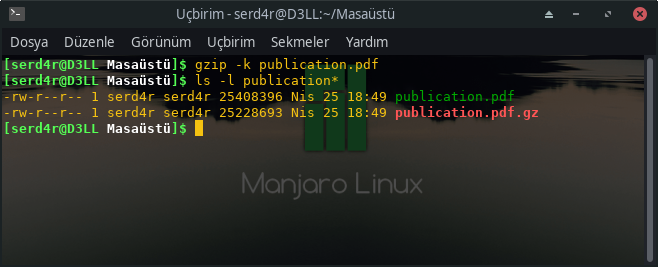 Uçbirim - serd4r@D3LL:~/Masaüstü
Dosya Düzenle Görünüm Uçbirim Sekmeler Yardım
[serd4r@D3LL Masaüstü]$ gzip -k publication.pdf
[serd4r@D3LL Masaüstü]$ ls -l publication*
-rw-r--r-- 1 serd4r serd4r 25408396 Nis 25 18:49 publication.pdf
-rw-r--r-- 1 serd4r serd4r 25228693 Nis 25 18:49 publication.pdf.gz
[serd4r@D3LL Masaüstü]$
Manjaro Linux